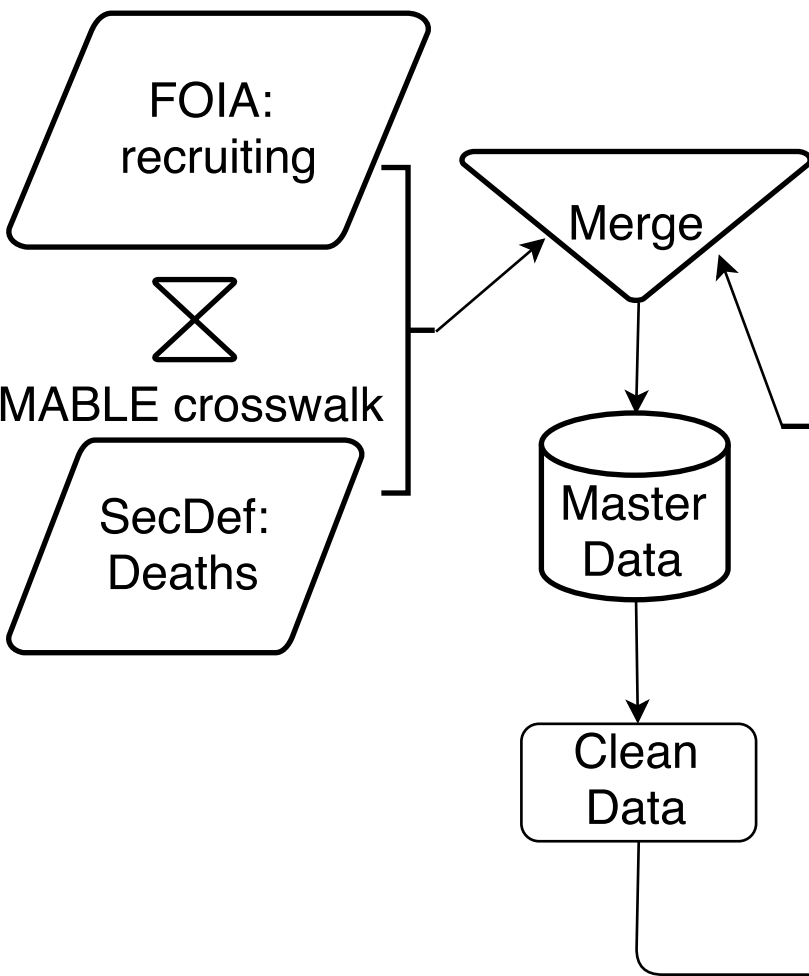 FOIA:
recruiting
MABLE crosswalk
SecDef:
Deaths
Merge
Master
Data
Clean
Data